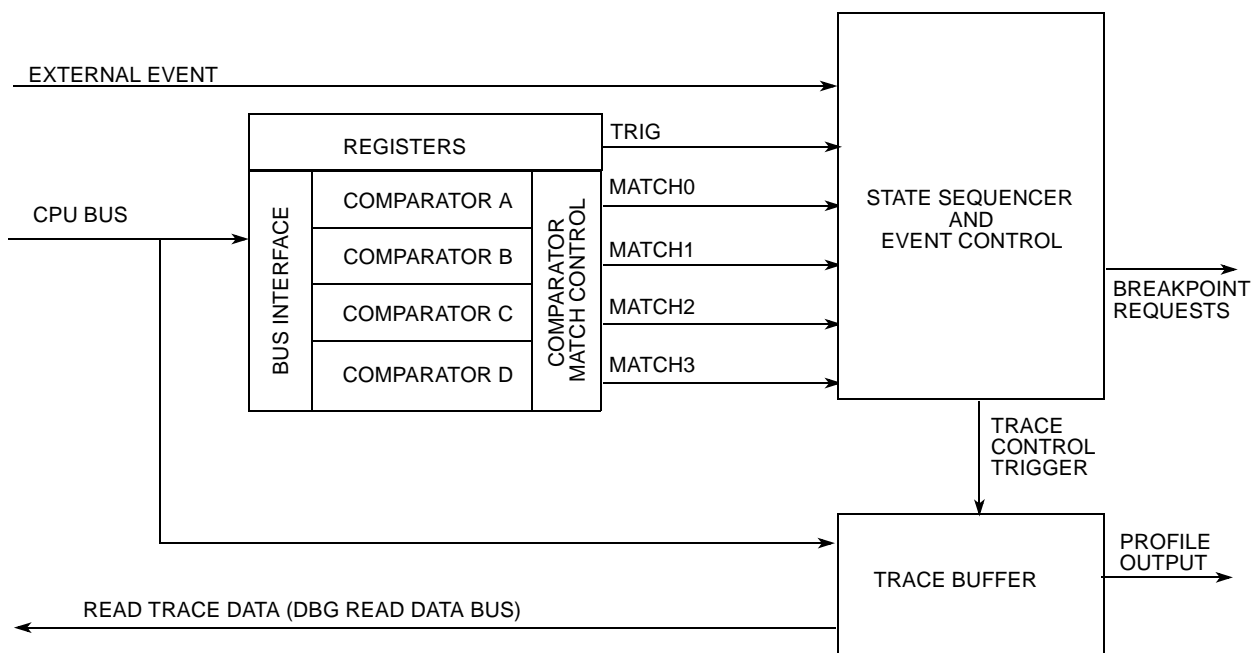 EXTERNAL EVENT
TRIG
REGISTERS
MATCH0
COMPARATOR A
CPU BUS
BUS INTERFACE
COMPARATOR
MATCH CONTROL
STATE SEQUENCER
AND
EVENT CONTROL
COMPARATOR B
MATCH1
BREAKPOINT
REQUESTS
COMPARATOR C
MATCH2
COMPARATOR D
MATCH3
TRACE
CONTROL
TRIGGER
PROFILE
OUTPUT
TRACE BUFFER
READ TRACE DATA (DBG READ DATA BUS)